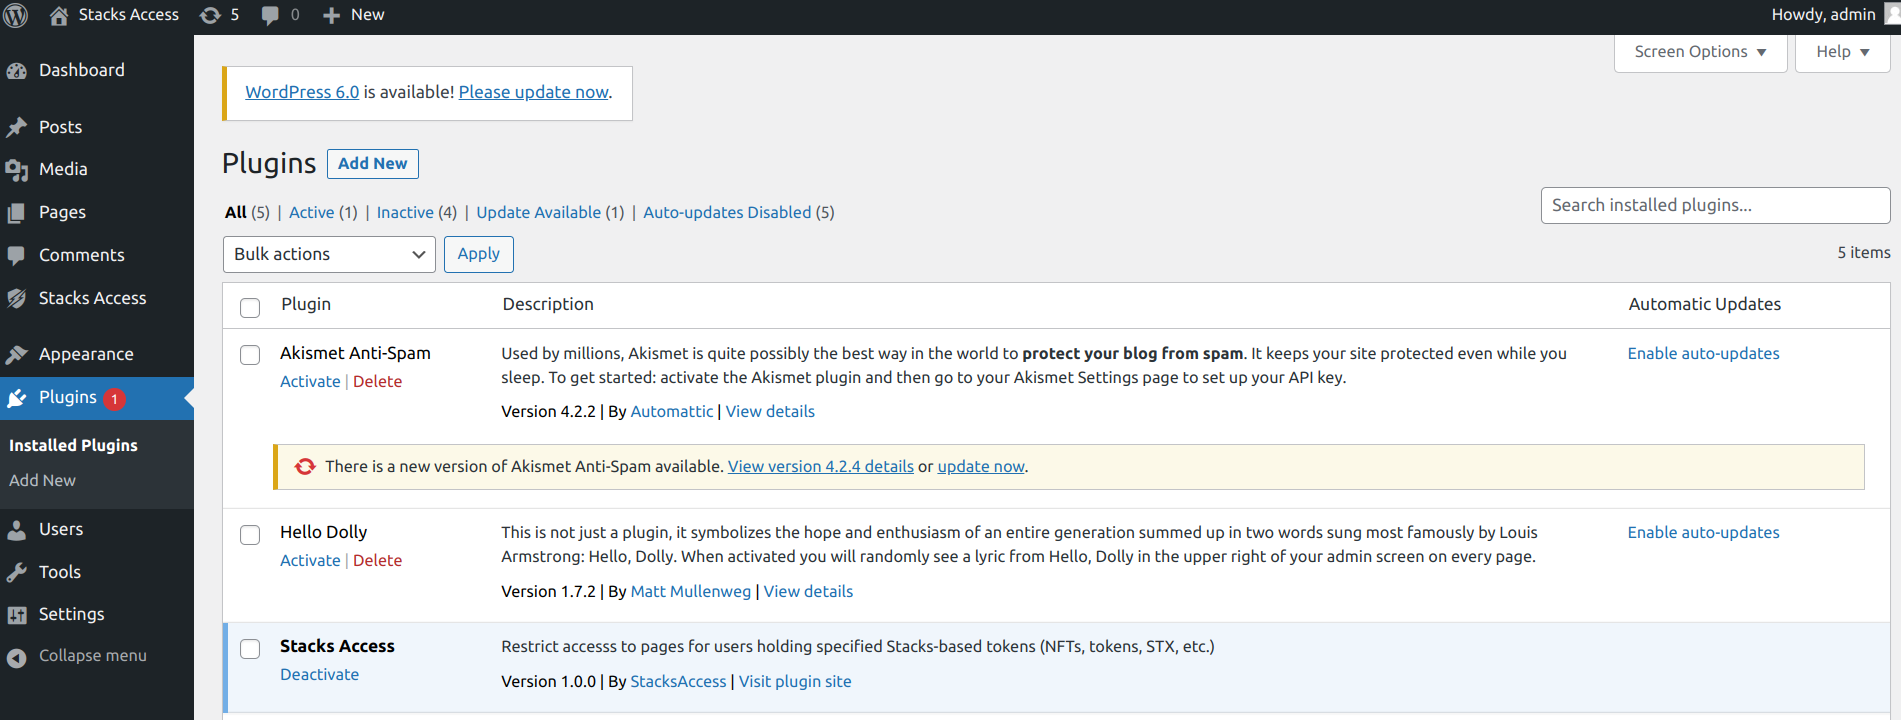 Stacks Access 5 0 New Howdy, admin
Dashboard
Posts
Media
Pages
Comments
Stacks Access
Appearance
Plugins 1
Installed Plugins
Add New
Users
Tools
Settings
Collapse menu
Screen Options Help
WordPress 6.0 is available! Please update now.
Plugins Add New
All (5) | Active (1) | Inactive (4) | Update Available (1) | Auto-updates Disabled (5)
Search installed plugins...
Bulk actions Apply
5 items
Plugin Description Automatic Updates
Akismet Anti-Spam
Activate | Delete
Used by millions, Akismet is quite possibly the best way in the world to protect your blog from spam. It keeps your site protected even while you
sleep. To get started: activate the Akismet plugin and then go to your Akismet Settings page to set up your API key.
Version 4.2.2 | By Automattic | View details
Enable auto-updates
There is a new version of Akismet Anti-Spam available. View version 4.2.4 details or update now.
Hello Dolly
Activate | Delete
This is not just a plugin, it symbolizes the hope and enthusiasm of an entire generation summed up in two words sung most famously by Louis
Armstrong: Hello, Dolly. When activated you will randomly see a lyric from Hello, Dolly in the upper right of your admin screen on every page.
Version 1.7.2 | By Matt Mullenweg | View details
Enable auto-updates
Stacks Access
Deactivate
Restrict accesss to pages for users holding specified Stacks-based tokens (NFTs, tokens, STX, etc.)
Version 1.0.0 | By StacksAccess | Visit plugin site